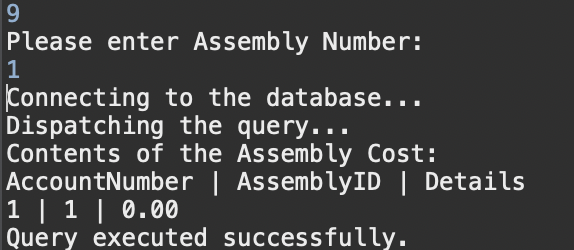 9
Please enter Assembly Number:
1
Connecting to the database...
Dispatching the query...
Contents of the Assembly Cost:
AccountNumber | AssemblyID | Details
1 | 1 | 0.00
Query executed successfully.